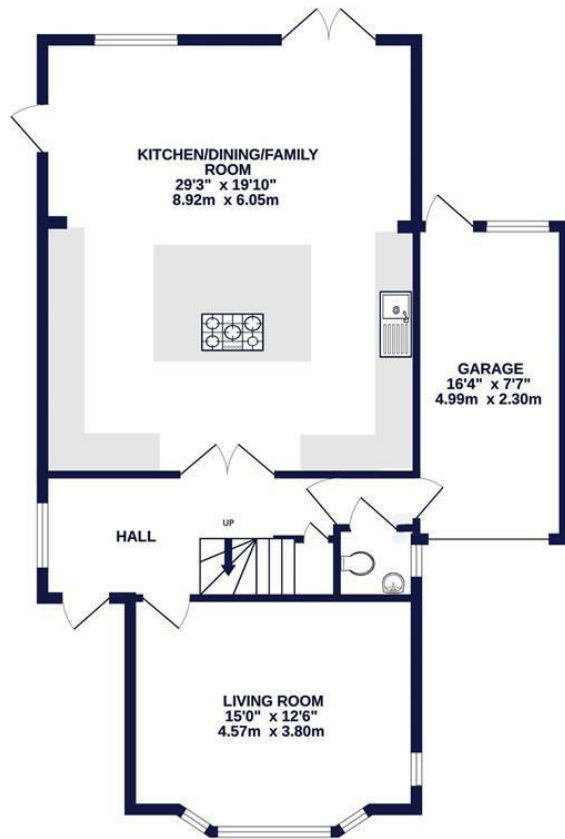 KITCHEN/DINING/FAMILY
ROOM
29'3" x 19'10"
8.92m x 6.05m
GARAGE
16'4" x 7'7"
4.99m x 2.30m
HALL
UP
LIVING ROOM
15'0" x 12'6"
4.57m x 3.80m